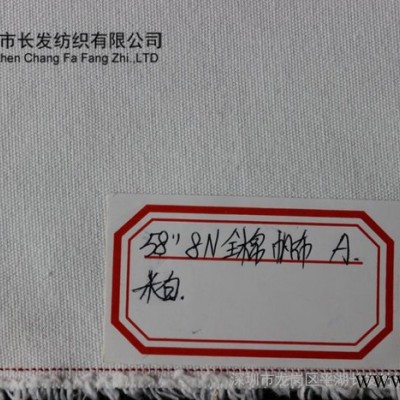 市长发纺织有限公司
hen Chang Fa Fang Zhi.,LTD
58" 8N全棉帆布 A.
米白.
深圳市龙岗区
www.